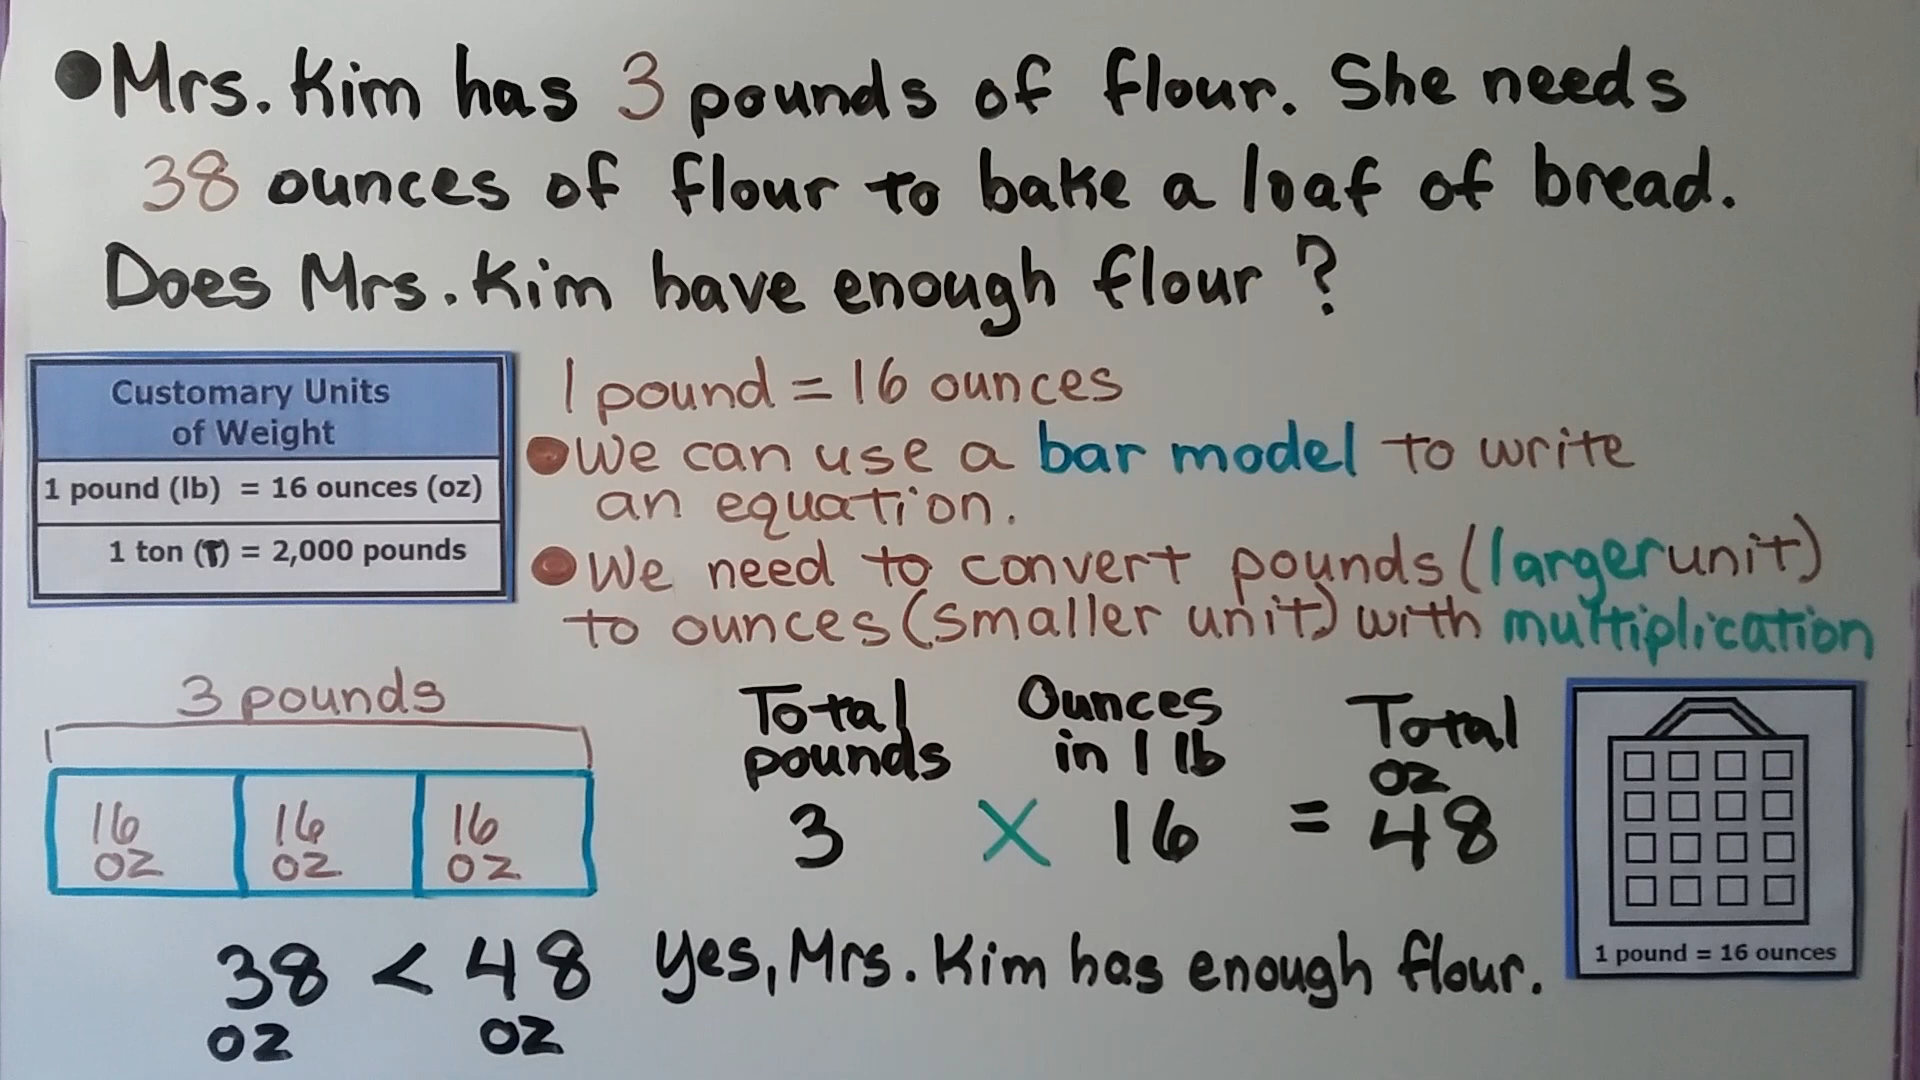 Mrs. Kim has 3 pounds of flour. She needs
38 ounces of flour to bake a loaf of bread.
Does Mrs. Kim have enough flour?
Customary Units
of Weight
1 pound (lb) = 16 ounces (oz)
1 ton (T) = 2,000 pounds
1 pound = 16 ounces
We can use a bar model to write
an equation.
We need to convert pounds (larger unit)
to ounces (smaller unit) with multiplication
3 pounds
16 16 16
oz oz oz
Total pounds
Ounces in 1 lb
Total oz
3 X 16 = 48
1 pound = 16 ounces
38 < 48 Yes, Mrs. Kim has enough flour.
oz oz